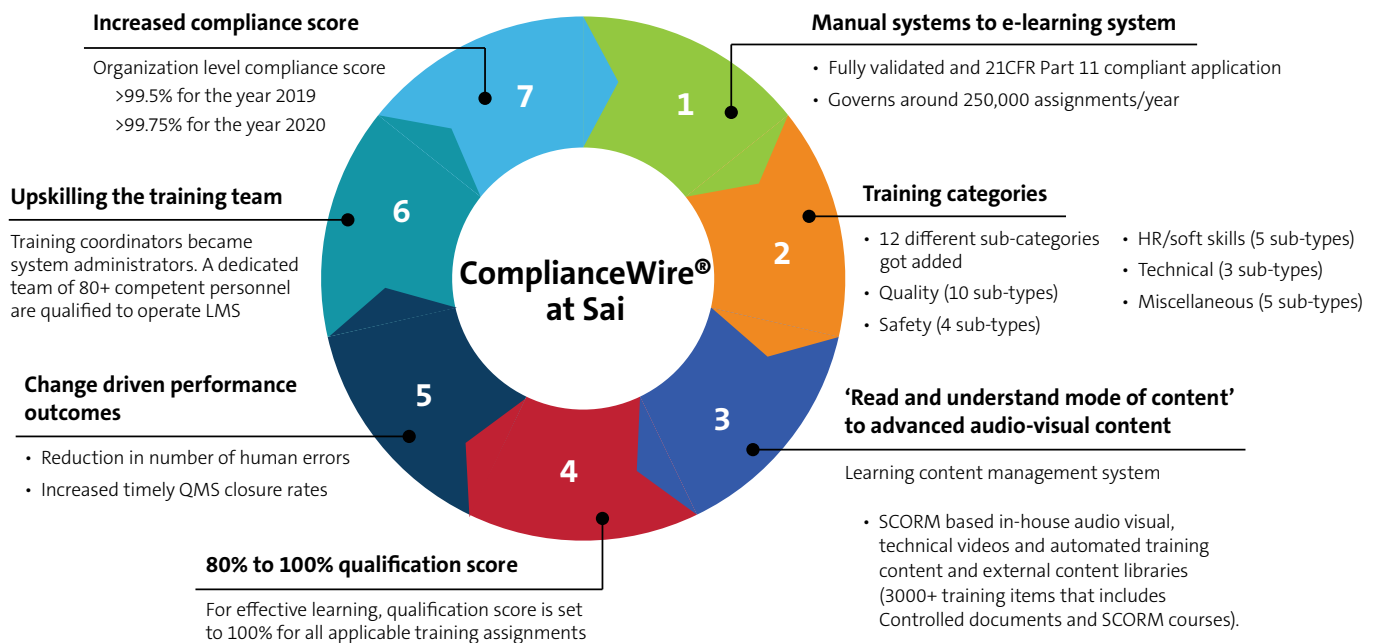 Increased compliance score
Organization level compliance score
>99.5% for the year 2019
>99.75% for the year 2020
7
Manual systems to e-learning system
• Fully validated and 21CFR Part 11 compliant application
• Governs around 250,000 assignments/year
1
Upskilling the training team
Training coordinators became
system administrators. A dedicated
team of 80+ competent personnel
are qualified to operate LMS
6
ComplianceWire®
at Sai
Training categories
• 12 different sub-categories
got added
• Quality (10 sub-types)
• Safety (4 sub-types)
• HR/soft skills (5 sub-types)
• Technical (3 sub-types)
• Miscellaneous (5 sub-types)
2
Change driven performance
outcomes
• Reduction in number of human errors
• Increased timely QMS closure rates
5
‘Read and understand mode of content’
to advanced audio-visual content
Learning content management system
• SCORM based in-house audio visual,
technical videos and automated training
content and external content libraries
(3000+ training items that includes
Controlled documents and SCORM courses).
3
4
80% to 100% qualification score
For effective learning, qualification score is set
to 100% for all applicable training assignments